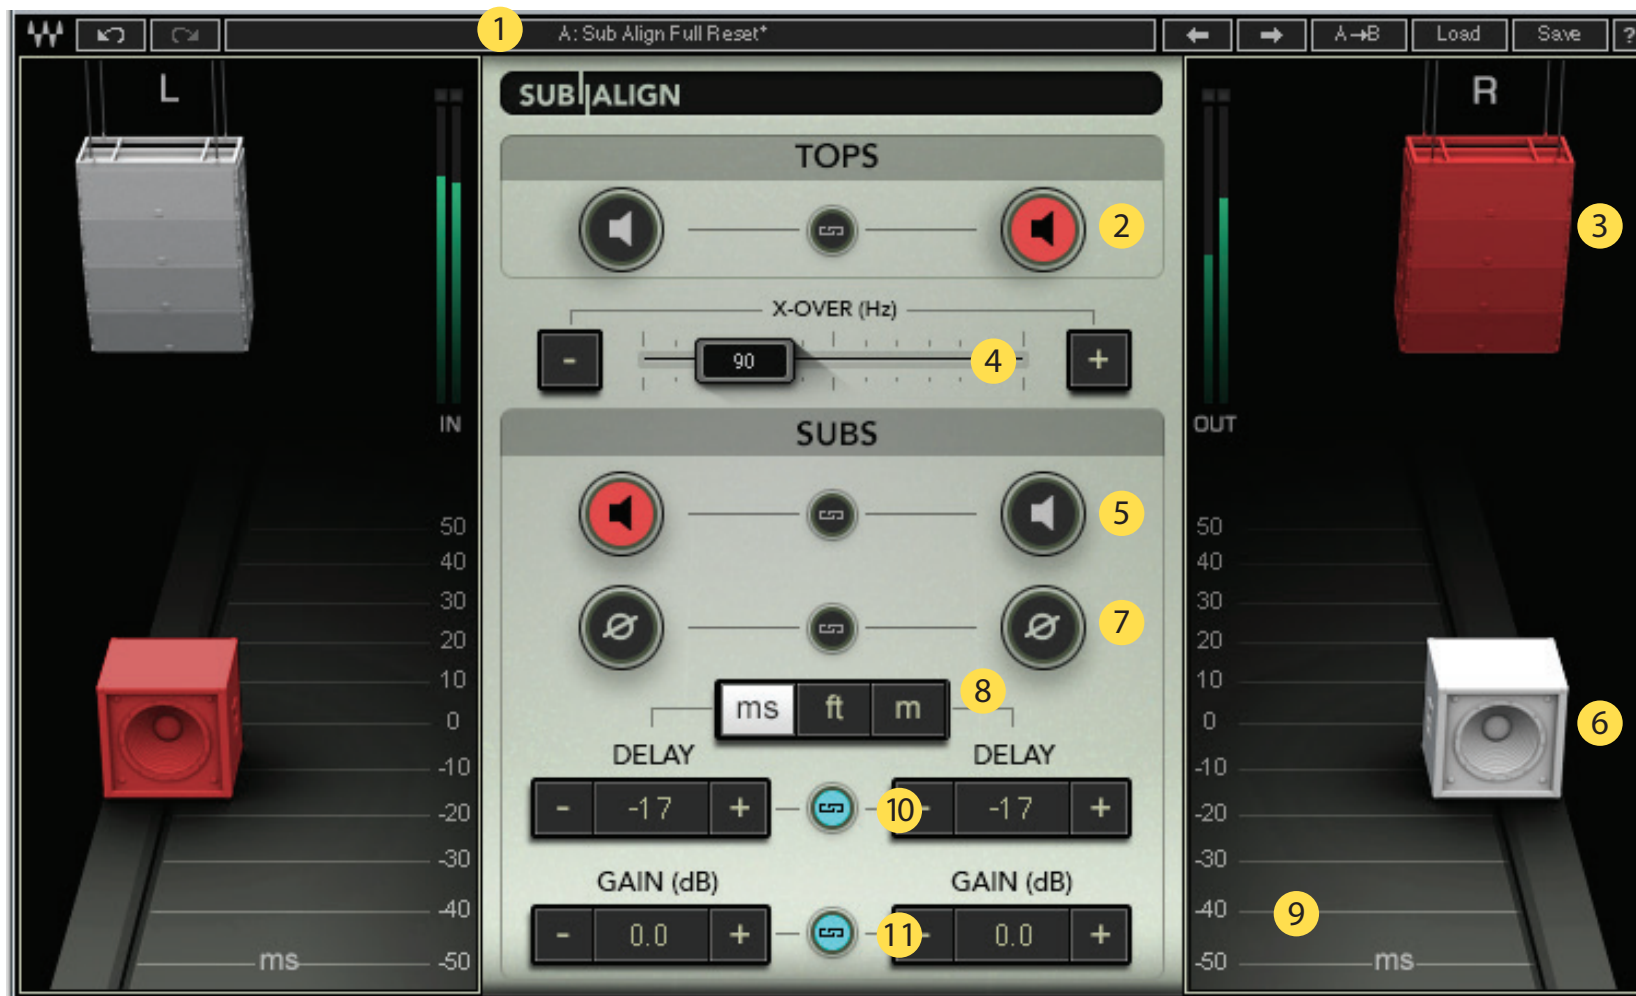 1
A: Sub Align Full Reset*
A→B
Load
Save
?
L
SUB ALIGN
R
TOPS
2
3
X-OVER (Hz)
-
90
4
+
IN
OUT
SUBS
5
50
40
30
20
10
0
-10
-20
-30
-40
-50
ms
50
40
30
20
10
0
-10
-20
-30
-40
-50
ms
Ø
Ø
7
ms ft m
8
6
DELAY
DELAY
- -17 +
10
- -17 +
9
GAIN (dB)
GAIN (dB)
- 0.0 +
11
- 0.0 +